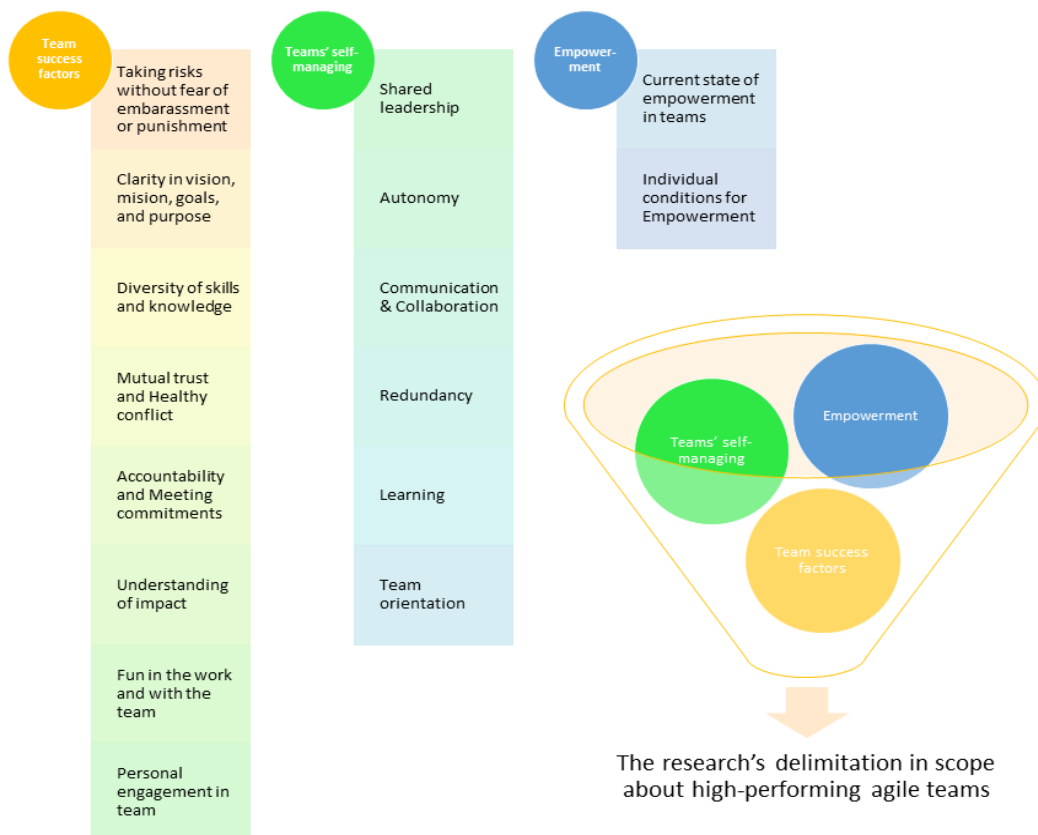 Team
success
factors
Taking risks
without fear of
embarassment
or punishment
Clarity in vision,
mision, goals,
and purpose
Diversity of skills
and knowledge
Mutual trust
and Healthy
conflict
Accountability
and Meeting
commitments
Understanding
of impact
Fun in the work
and with the
team
Personal
engagement in
team
Teams’ self-
managing
Shared
leadership
Autonomy
Communication
& Collaboration
Redundancy
Learning
Team
orientation
Empower-
ment
Current state of
empowerment
in teams
Individual
conditions for
Empowerment
Teams’ self-
managing
Empowerment
Team success
factors
The research’s delimitation in scope
about high-performing agile teams